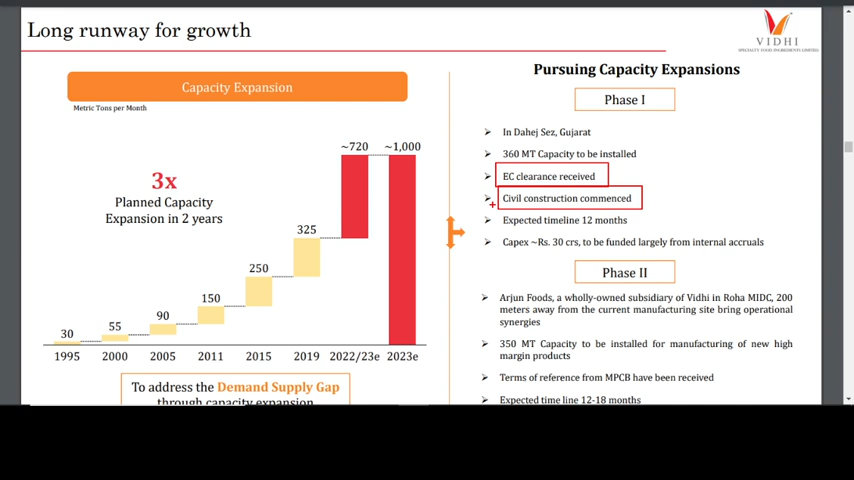 Long runway for growth
VIDHI
SPECIALTY FOOD INGREDIENTS LIMITED
Capacity Expansion
Metric Tons per Month
3x
Planned Capacity
Expansion in 2 years
30
55
90
150
250
325
~720
~1,000
1995
2000
2005
2011
2015
2019
2022/23e
2023e
To address the Demand Supply Gap
through capacity expansion
Pursuing Capacity Expansions
Phase I
In Dahej Sez, Gujarat
360 MT Capacity to be installed
EC clearance received
Civil construction commenced
Expected timeline 12 months
Capex ~Rs. 30 crs, to be funded largely from internal accruals
Phase II
Arjun Foods, a wholly-owned subsidiary of Vidhi in Roha MIDC, 200
meters away from the current manufacturing site bring operational
synergies
350 MT Capacity to be installed for manufacturing of new high
margin products
Terms of reference from MPCB have been received
Expected time line 12-18 months